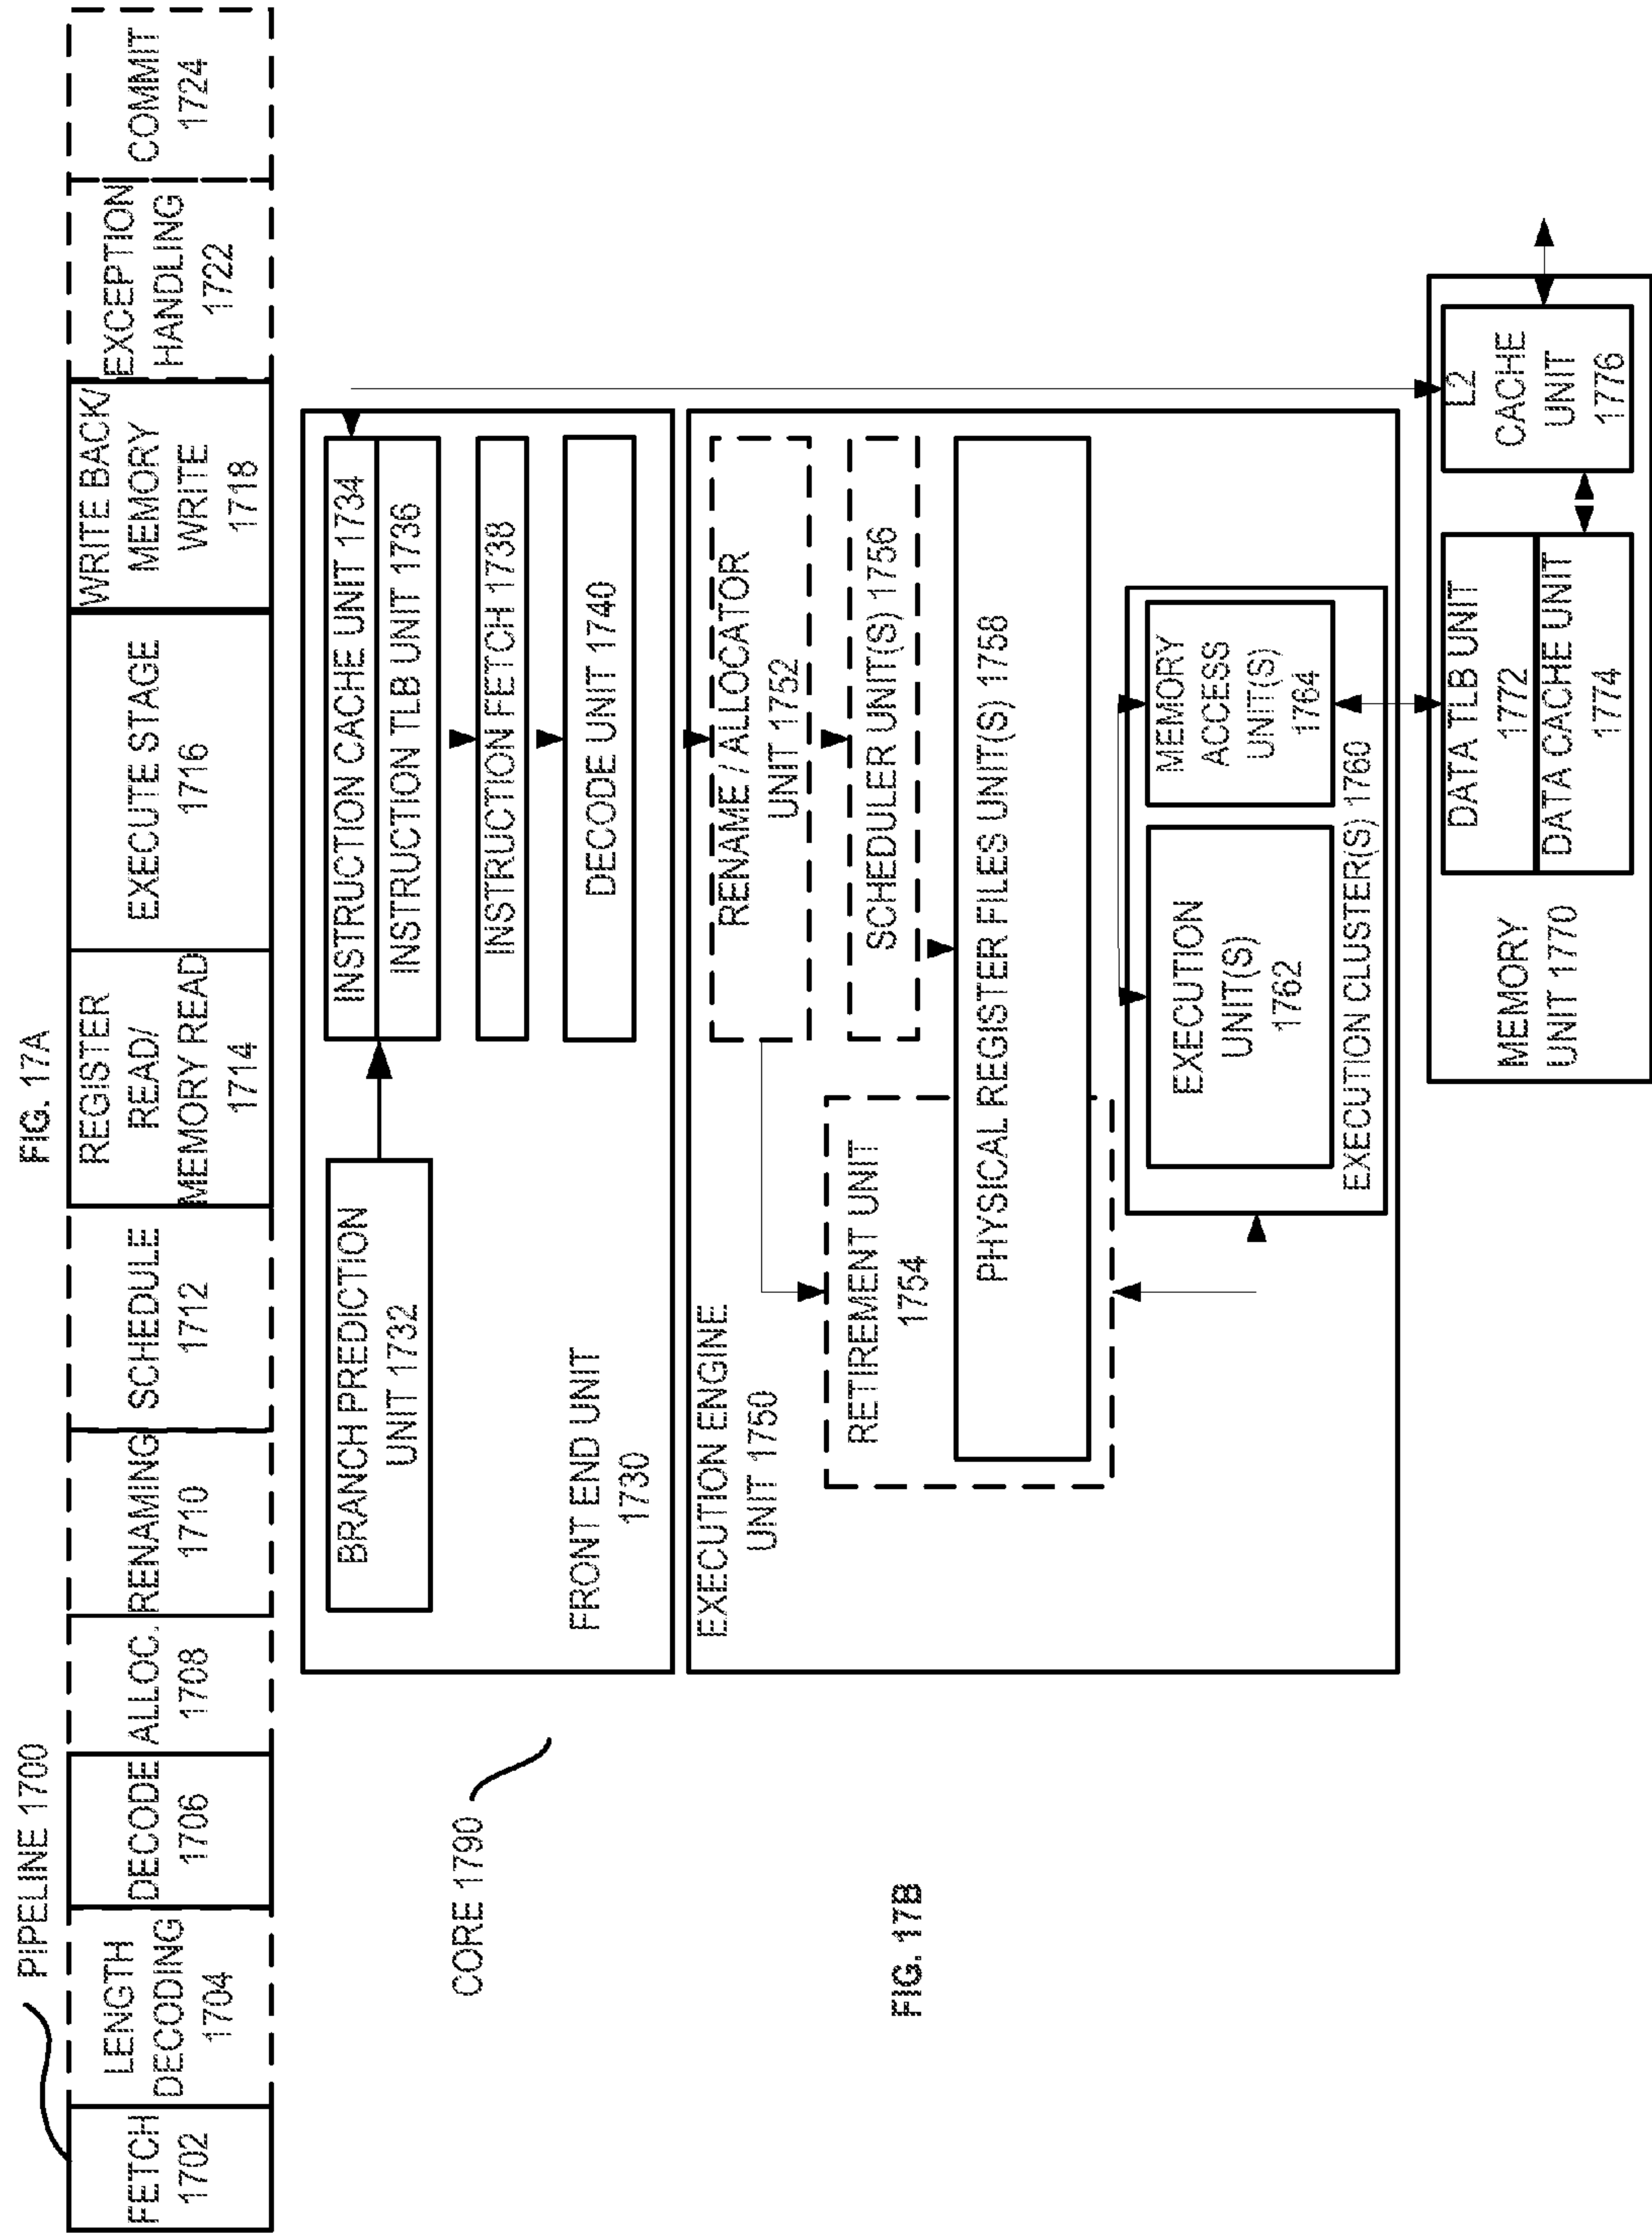 FIG. 17A
PIPELINE 1700
FETCH
1702
LENGTH
DECODING
1704
DECODE
1706
ALLOC.
1708
RENAMING
1710
SCHEDULE
1712
REGISTER
READ/
MEMORY READ
1714
EXECUTE STAGE
1716
WRITE BACK/
MEMORY
WRITE
1718
EXCEPTION
HANDLING
1722
COMMIT
1724
CORE 1790
BRANCH PREDICTION
UNIT 1732
INSTRUCTION CACHE UNIT 1734
INSTRUCTION TLB UNIT 1736
INSTRUCTION FETCH 1738
DECODE UNIT 1740
FRONT END UNIT
1730
EXECUTION ENGINE
UNIT 1750
RENAME / ALLOCATOR
UNIT 1752
SCHEDULER UNIT(S) 1756
RETIREMENT UNIT
1754
PHYSICAL REGISTER FILES UNIT(S) 1758
EXECUTION
UNIT(S)
1762
MEMORY
ACCESS
UNIT(S)
1764
EXECUTION CLUSTER(S) 1760
MEMORY
UNIT 1770
DATA TLB UNIT
1772
DATA CACHE UNIT
1774
L2
CACHE
UNIT
1776
FIG. 17B